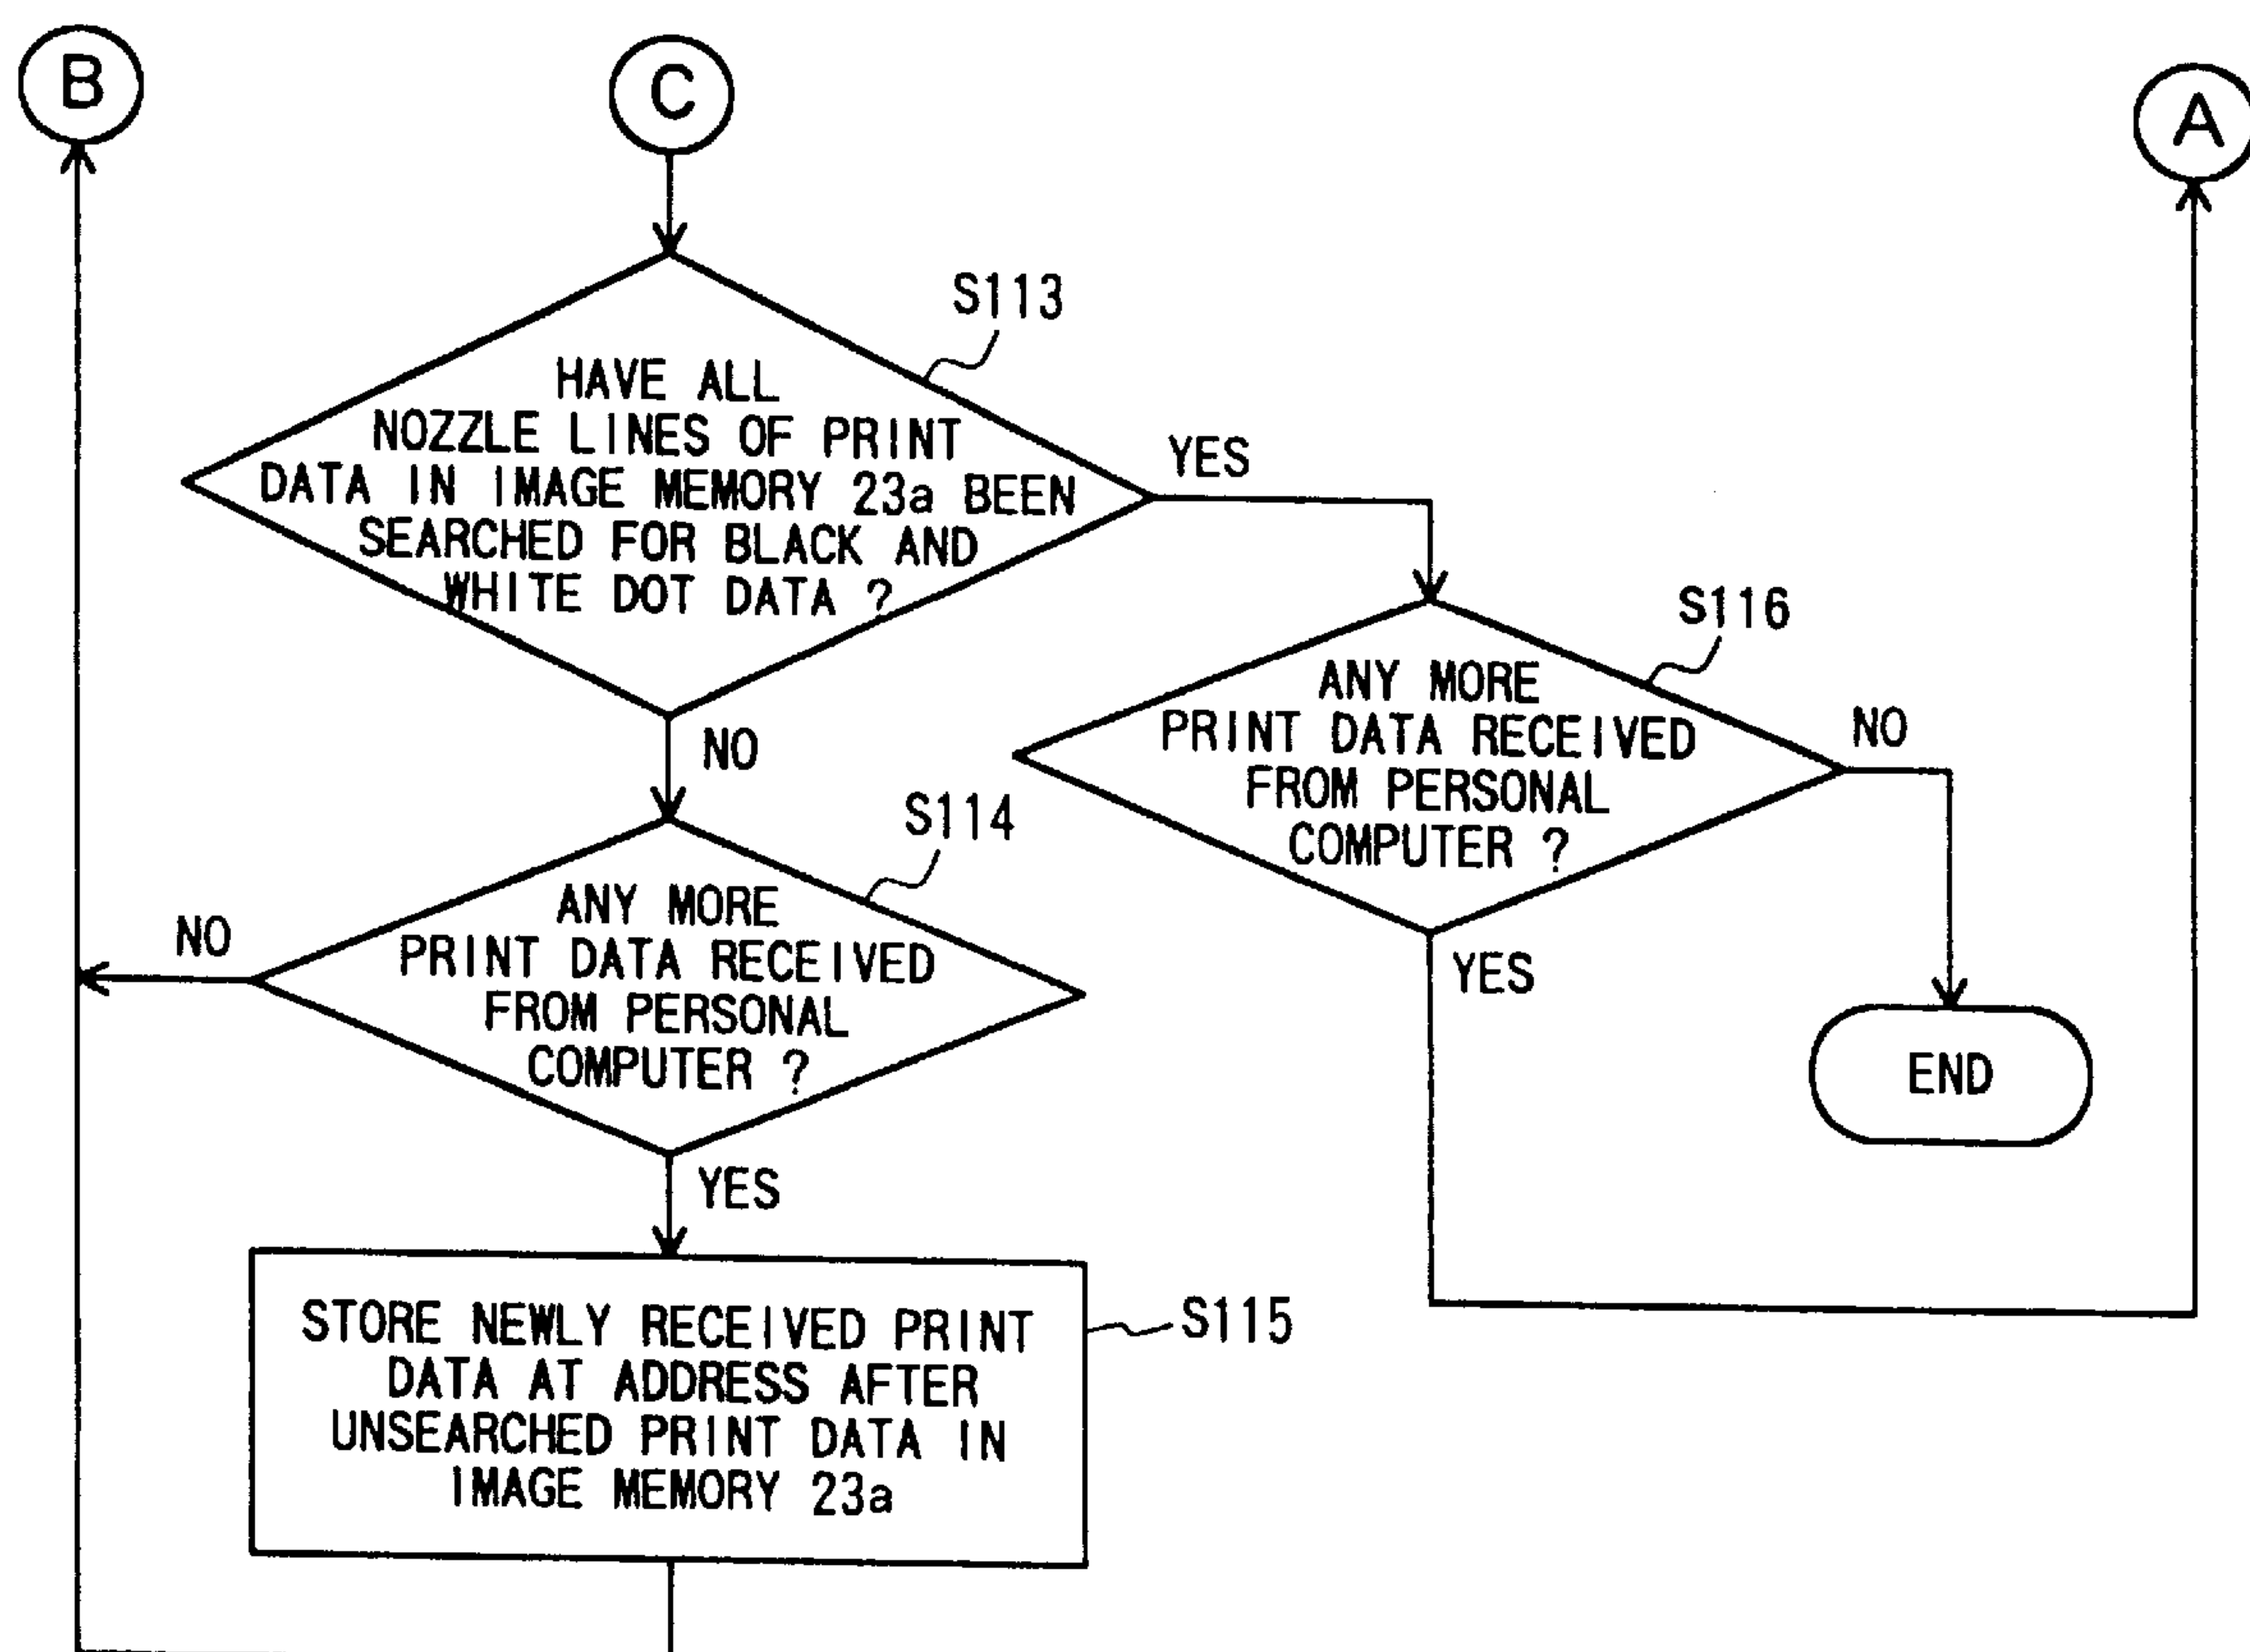 B
C
A
S113
HAVE ALL
NOZZLE LINES OF PRINT
DATA IN IMAGE MEMORY 23a BEEN
SEARCHED FOR BLACK AND
WHITE DOT DATA ?
YES
NO
S116
ANY MORE
PRINT DATA RECEIVED
FROM PERSONAL
COMPUTER ?
NO
YES
END
S114
ANY MORE
PRINT DATA RECEIVED
FROM PERSONAL
COMPUTER ?
NO
YES
S115
STORE NEWLY RECEIVED PRINT
DATA AT ADDRESS AFTER
UNSEARCHED PRINT DATA IN
IMAGE MEMORY 23a